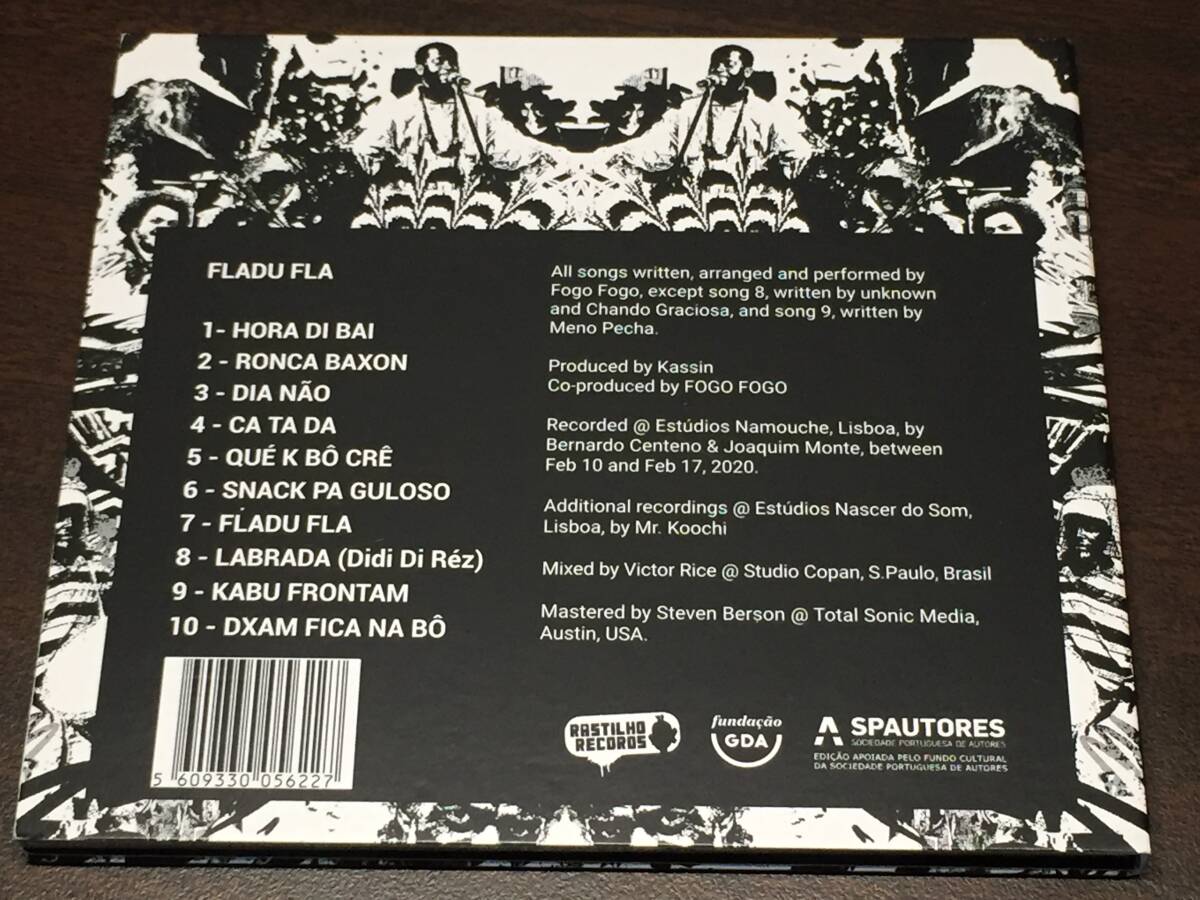 FLADU FLA
1- HORA DI BAI
2 - RONCA BAXON
3 - DIA NÃO
4 - CA TA DA
5 - QUÉ K BÔ CRÊ
6 - SNACK PA GULOSO
7 - FLADU FLA
8 - LABRADA (Didi Di Réz)
9 - KABU FRONTAM
10 - DXAM FICA NA BÔ
All songs written, arranged and performed by
Fogo Fogo, except song 8, written by unknown
and Chando Graciosa, and song 9, written by
Meno Pecha.
Produced by Kassin
Co-produced by FOGO FOGO
Recorded @ Estúdios Namouche, Lisboa, by
Bernardo Centeno & Joaquim Monte, between
Feb 10 and Feb 17, 2020.
Additional recordings @ Estúdios Nascer do Som,
Lisboa, by Mr. Koochi
Mixed by Victor Rice @ Studio Copan, S.Paulo, Brasil
Mastered by Steven Berson @ Total Sonic Media,
Austin, USA.
5 609330 056227
RASTILHO
RECORDS
fundação
GDA
SPAUTORES
SOCIEDADE PORTUGUESA DE AUTORES
EDIÇÃO APOIADA PELO FUNDO CULTURAL
DA SOCIEDADE PORTUGUESA DE AUTORES